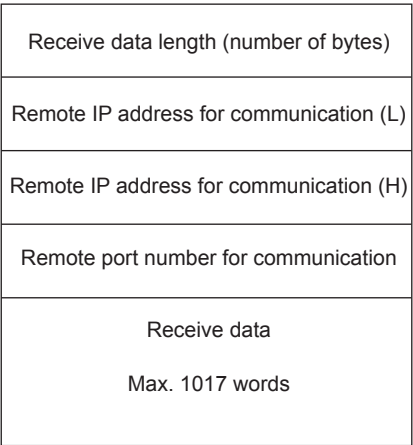 Receive data length (number of bytes)
Remote IP address for communication (L)
Remote IP address for communication (H)
Remote port number for communication
Receive data
Max. 1017 words